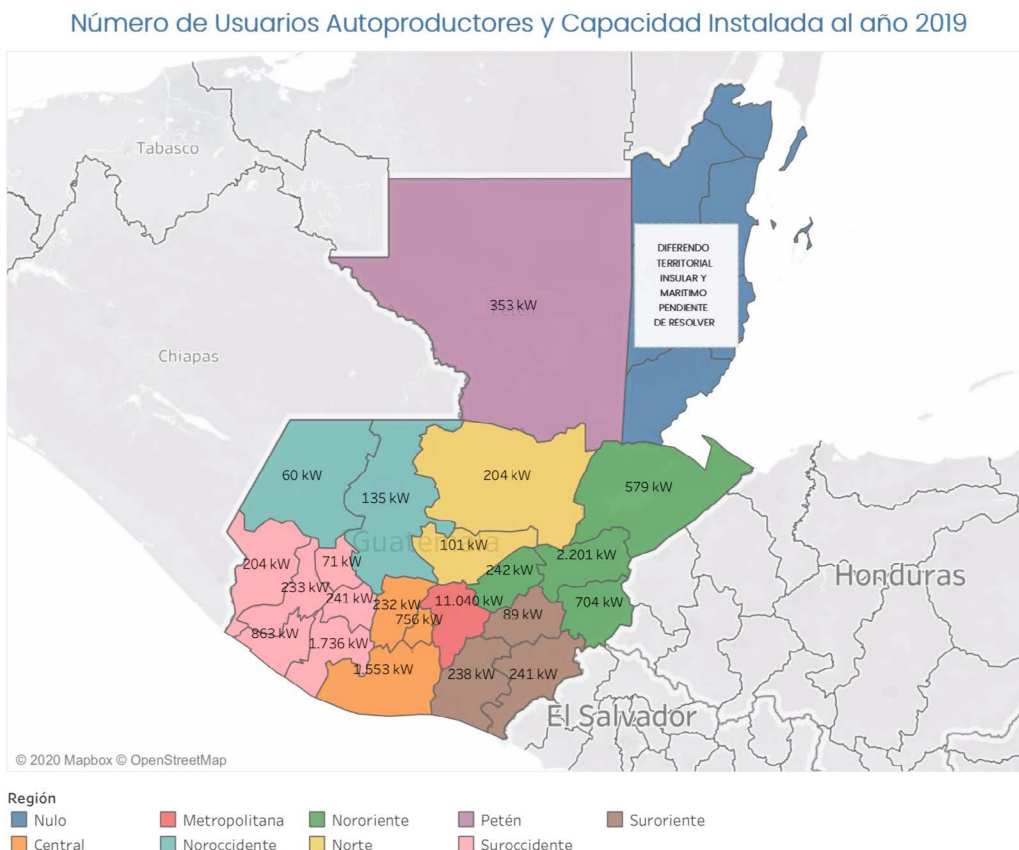 Número de Usuarios Autoproductores y Capacidad Instalada al año 2019
Tabasco
DIFERENDO
TERRITORIAL
INSULAR Y
MARITIMO
PENDIENTE
DE RESOLVER
353 kW
Chiapas
60 kW
135 kW
204 kW
579 kW
Guatemala
101 kW
2.201 kW
204 kW
71 kW
242 kW
Honduras
233 kW
241 kW
232 kW
11.040 kW
704 kW
756 kW
89 kW
863 kW
1.736 kW
1.553 kW
238 kW
241 kW
El Salvador
© 2020 Mapbox © OpenStreetMap
Región
Nulo
Metropolitana
Nororiente
Petén
Suroriente
Central
Noroccidente
Norte
Suroccidente